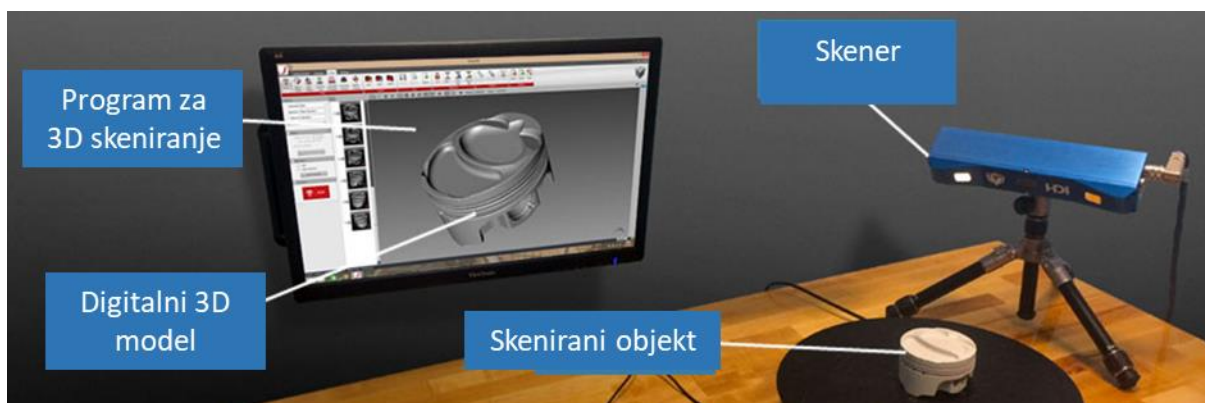 Program za
3D skeniranje
Skener
Digitalni 3D
model
Skenirani objekt
HDI
ViewSonic